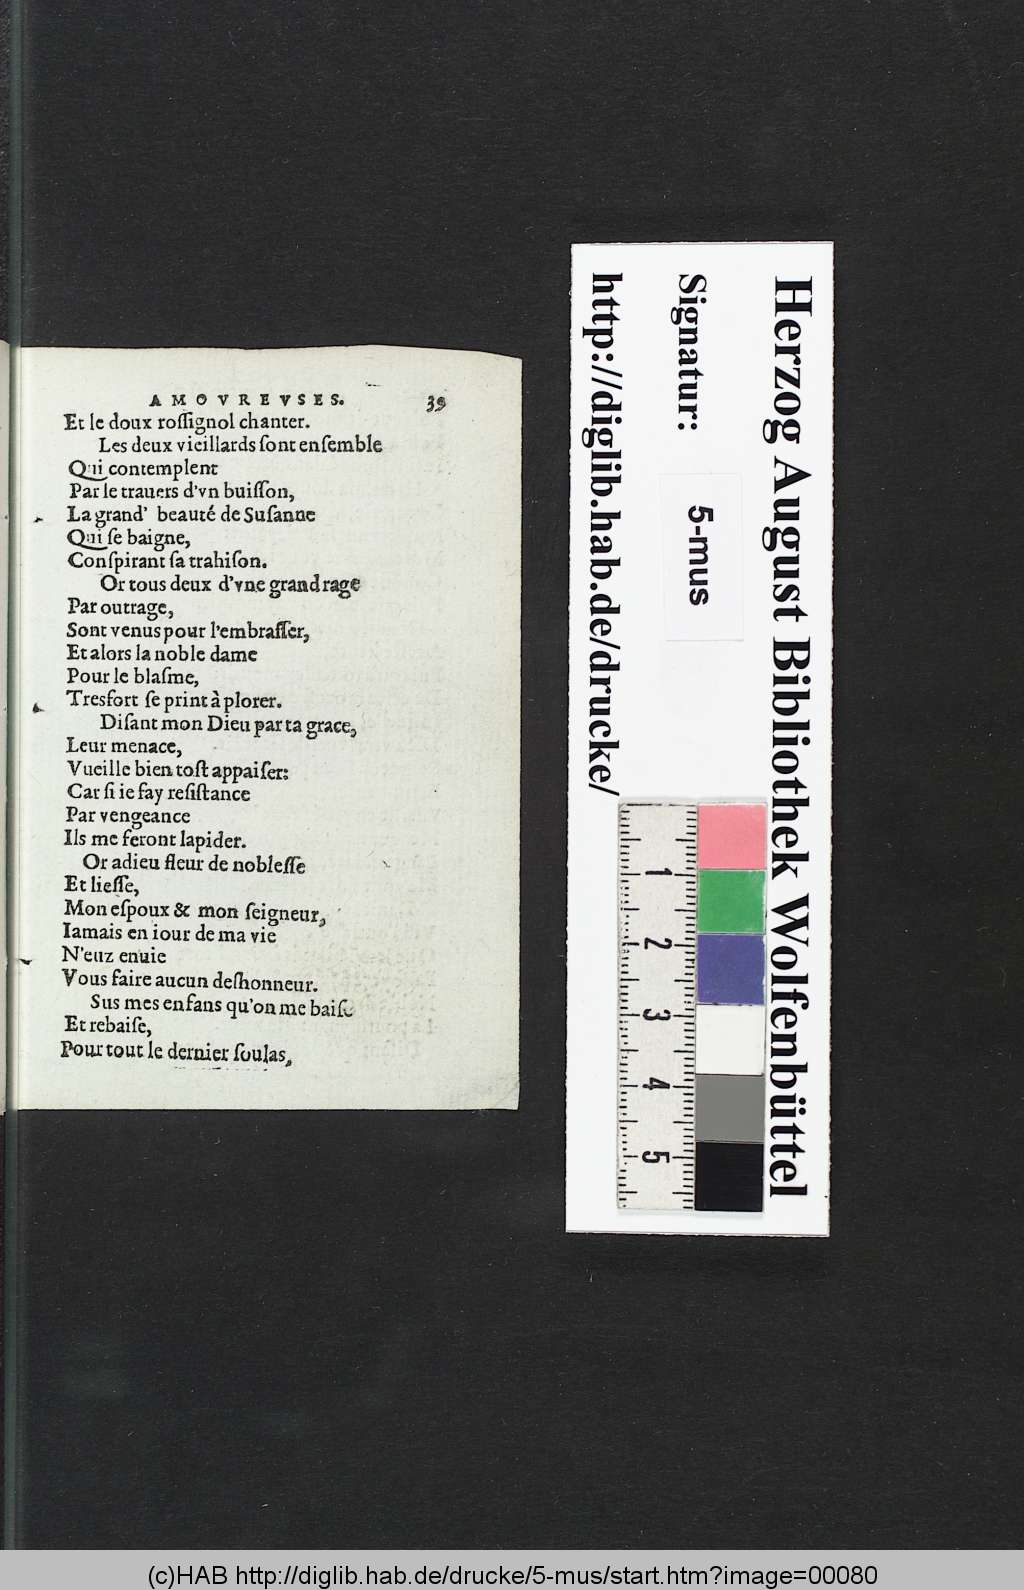 AMOVREVSES. 39
Et le doux roſſignol chanter.
Les deux vieillards ſont enſemble
Qui contemplent
Par le trauers d'vn buiſſon,
La grand' beauté de Suſanne
Qui ſe baigne,
Conſpirant ſa trahiſon.
Or tous deux d'vne grand rage
Par outrage,
Sont venus pour l'embraſſer,
Et alors la noble dame
Pour le blaſme,
Tresfort ſe print à plorer.
Diſant mon Dieu par ta grace,
Leur menace,
Vueille bien toſt appaiſer:
Car ſi ie fay reſiſtance
Par vengeance
Ils me feront lapider.
Or adieu fleur de nobleſſe
Et lieſſe,
Mon eſpoux & mon ſeigneur,
Iamais en iour de ma vie
N'euz enuie
Vous faire aucun deſhonneur.
Sus mes enfans qu'on me baiſe
Et rebaiſe,
Pour tout le dernier ſoulas,
Herzog August Bibliothek Wolfenbüttel
Signatur:
5-mus
http://diglib.hab.de/drucke/
1
2
3
4
5
(c)HAB http://diglib.hab.de/drucke/5-mus/start.htm?image=00080